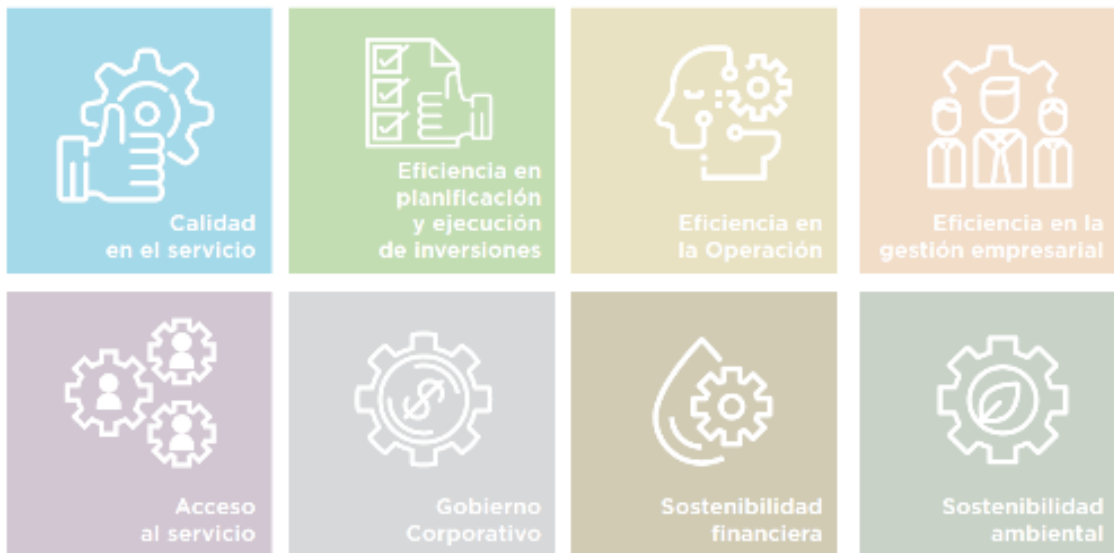 Calidad
en el servicio
Eficiencia en
planificación
y ejecución
de inversiones
Eficiencia en
la Operación
Eficiencia en la
gestión empresarial
Acceso
al servicio
Gobierno
Corporativo
Sostenibilidad
financiera
Sostenibilidad
ambiental